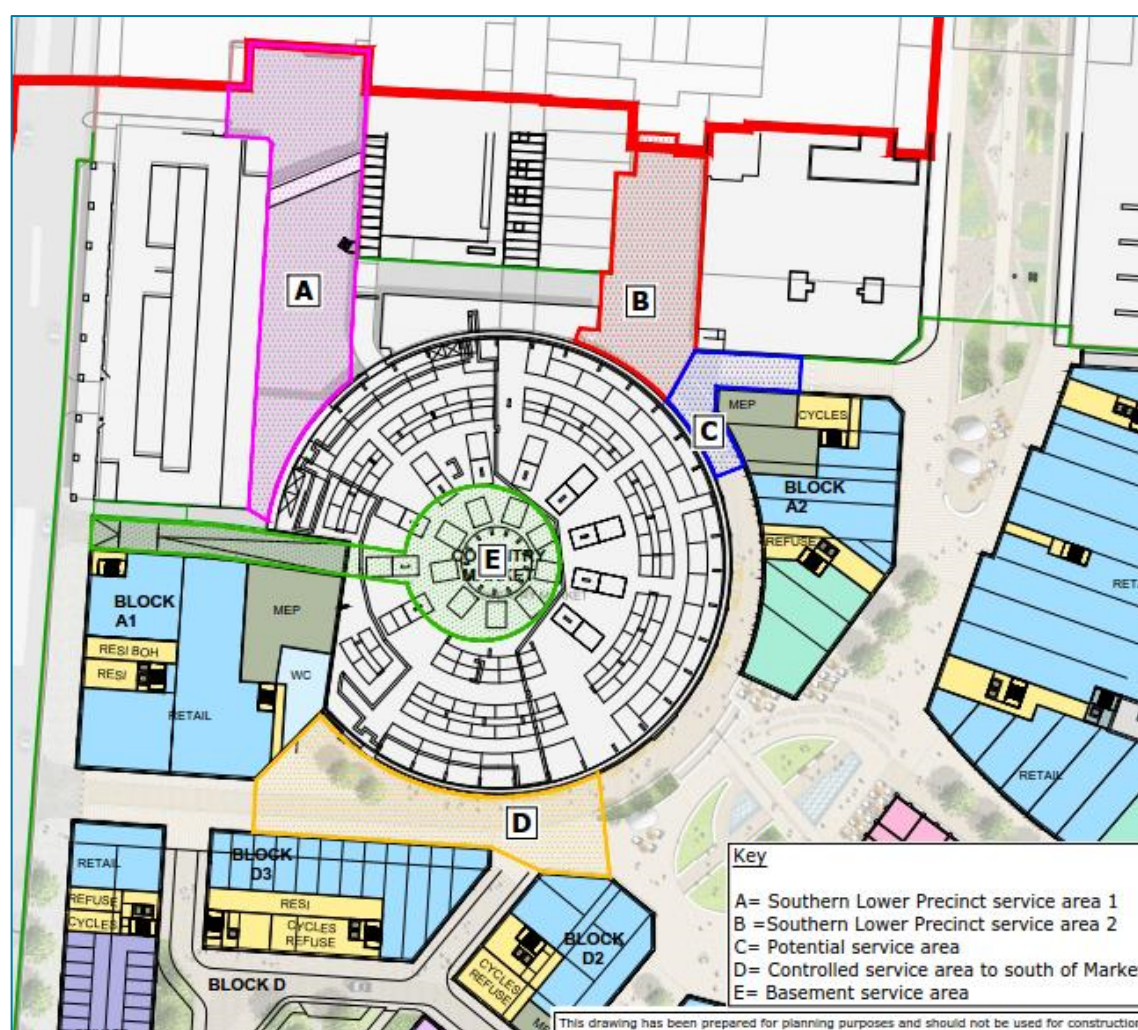 A
B
C
MEP
CYCLES
BLOCK
A2
REFUSE
E
MARKET
RETAIL
BLOCK
A1
MEP
RESI BOH
RESI
WC
RETAIL
D
RETAIL
BLOCK
D3
RETAIL
REFUSE
CYCLES
RESI
CYCLES
REFUSE
BLOCK
D2
CYCLES
REFUSE
BLOCK D
Key
A= Southern Lower Precinct service area 1
B =Southern Lower Precinct service area 2
C= Potential service area
D= Controlled service area to south of Marke
E= Basement service area
This drawing has been prepared for planning purposes and should not be used for constructio